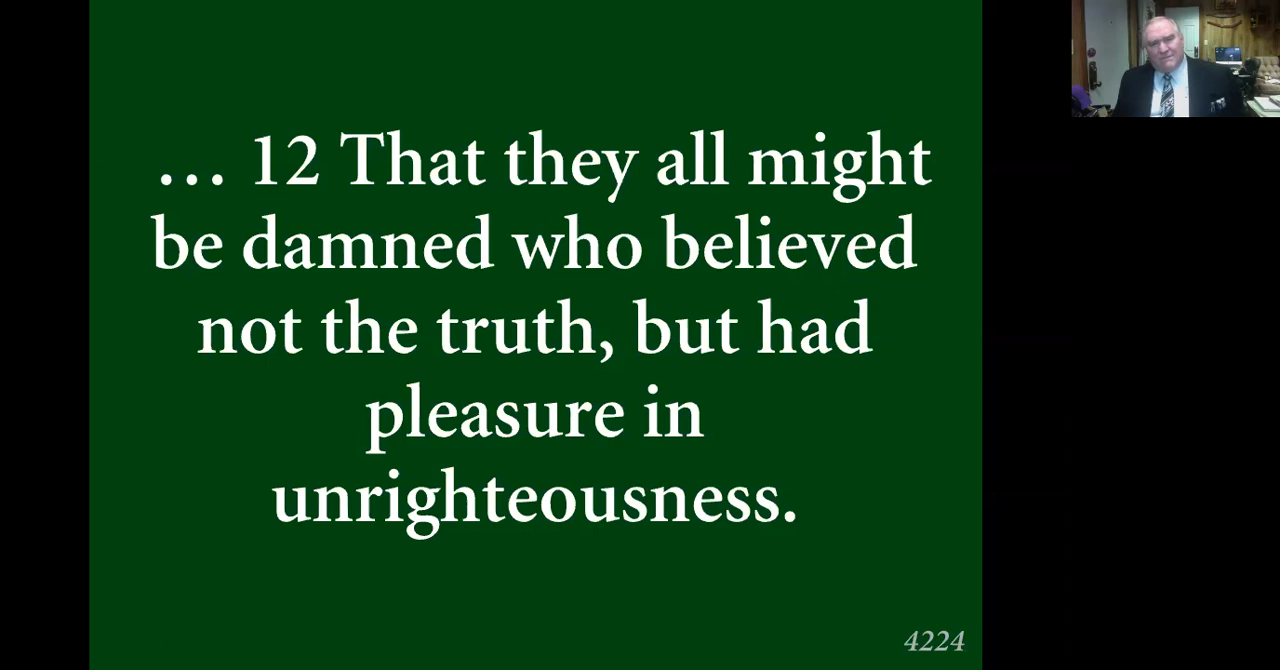 … 12 That they all might
be damned who believed
not the truth, but had
pleasure in
unrighteousness.
4224